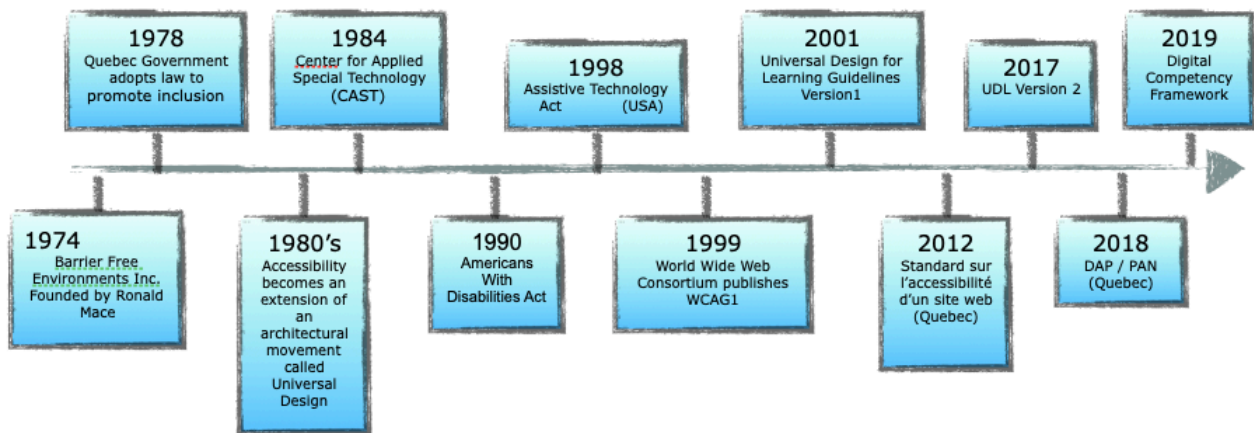 1978
Quebec Government
adopts law to
promote inclusion
1984
Center for Applied
Special Technology
(CAST)
1998
Assistive Technology
Act (USA)
2001
Universal Design for
Learning Guidelines
Version1
2017
UDL Version 2
2019
Digital
Competency
Framework
1974
Barrier Free
Environments Inc.
Founded by Ronald
Mace
1980's
Accessibility
becomes an
extension of
an
architectural
movement
called
Universal
Design
1990
Americans
With
Disabilities Act
1999
World Wide Web
Consortium publishes
WCAG1
2012
Standard sur
l'accessibilité
d'un site web
(Quebec)
2018
DAP / PAN
(Quebec)